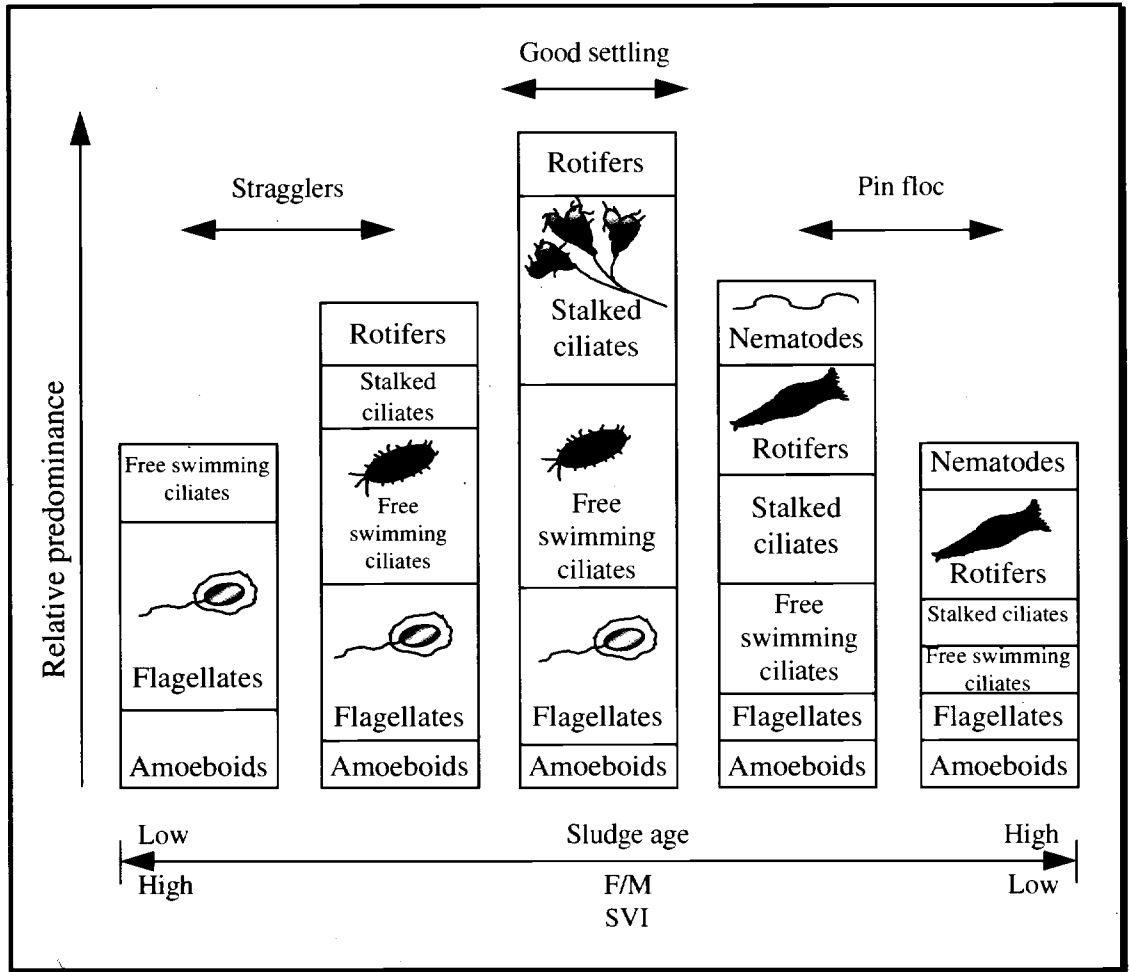 Good settling
Stragglers
Pin floc
Relative predominance
Free swimming
ciliates
Flagellates
Amoeboids
Rotifers
Stalked
ciliates
Free
swimming
ciliates
Flagellates
Amoeboids
Rotifers
Stalked
ciliates
Free
swimming
ciliates
Flagellates
Amoeboids
Nematodes
Rotifers
Stalked
ciliates
Free
swimming
ciliates
Flagellates
Amoeboids
Nematodes
Rotifers
Stalked ciliates
Free swimming
ciliates
Flagellates
Amoeboids
Low
Sludge age
High
High
F/M
Low
SVI